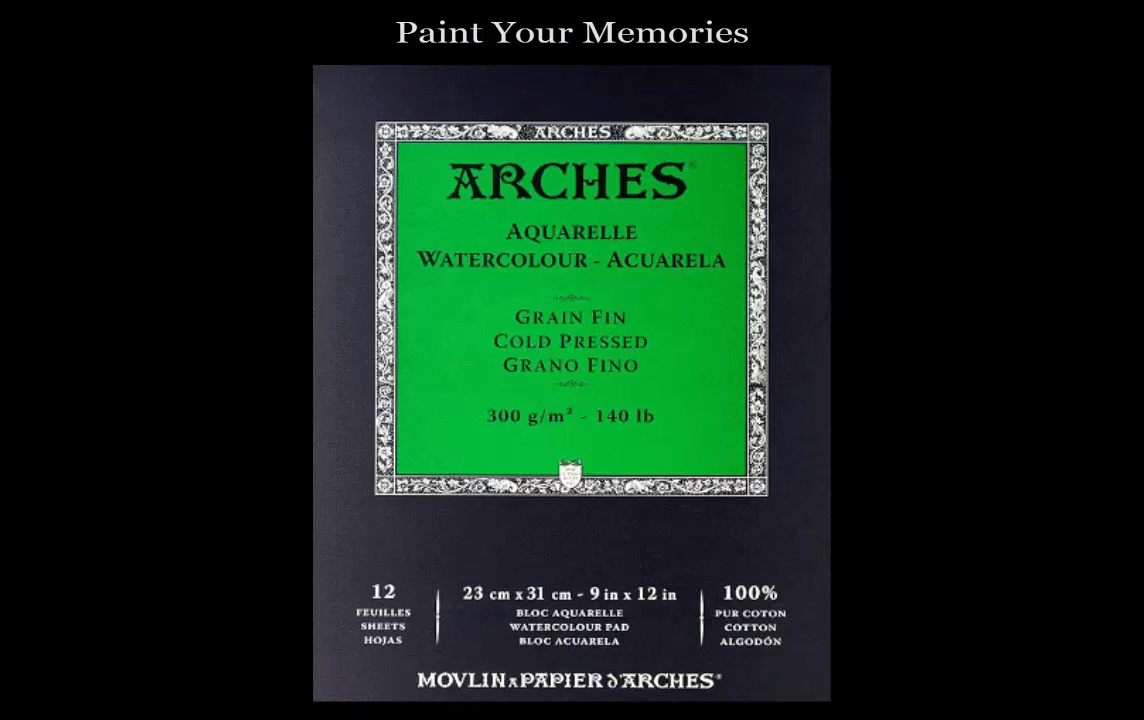 Paint Your Memories
ARCHES
ARCHES®
AQUARELLE
WATERCOLOUR - ACUARELA
GRAIN FIN
COLD PRESSED
GRANO FINO
300 g/m² - 140 lb
12
FEUILLES
SHEETS
HOJAS
23 cm x 31 cm - 9 in x 12 in
BLOC AQUARELLE
WATERCOLOUR PAD
BLOC ACUARELA
100%
PUR COTON
COTTON
ALGODÓN
MOVLIN À PAPIER D'ARCHES®